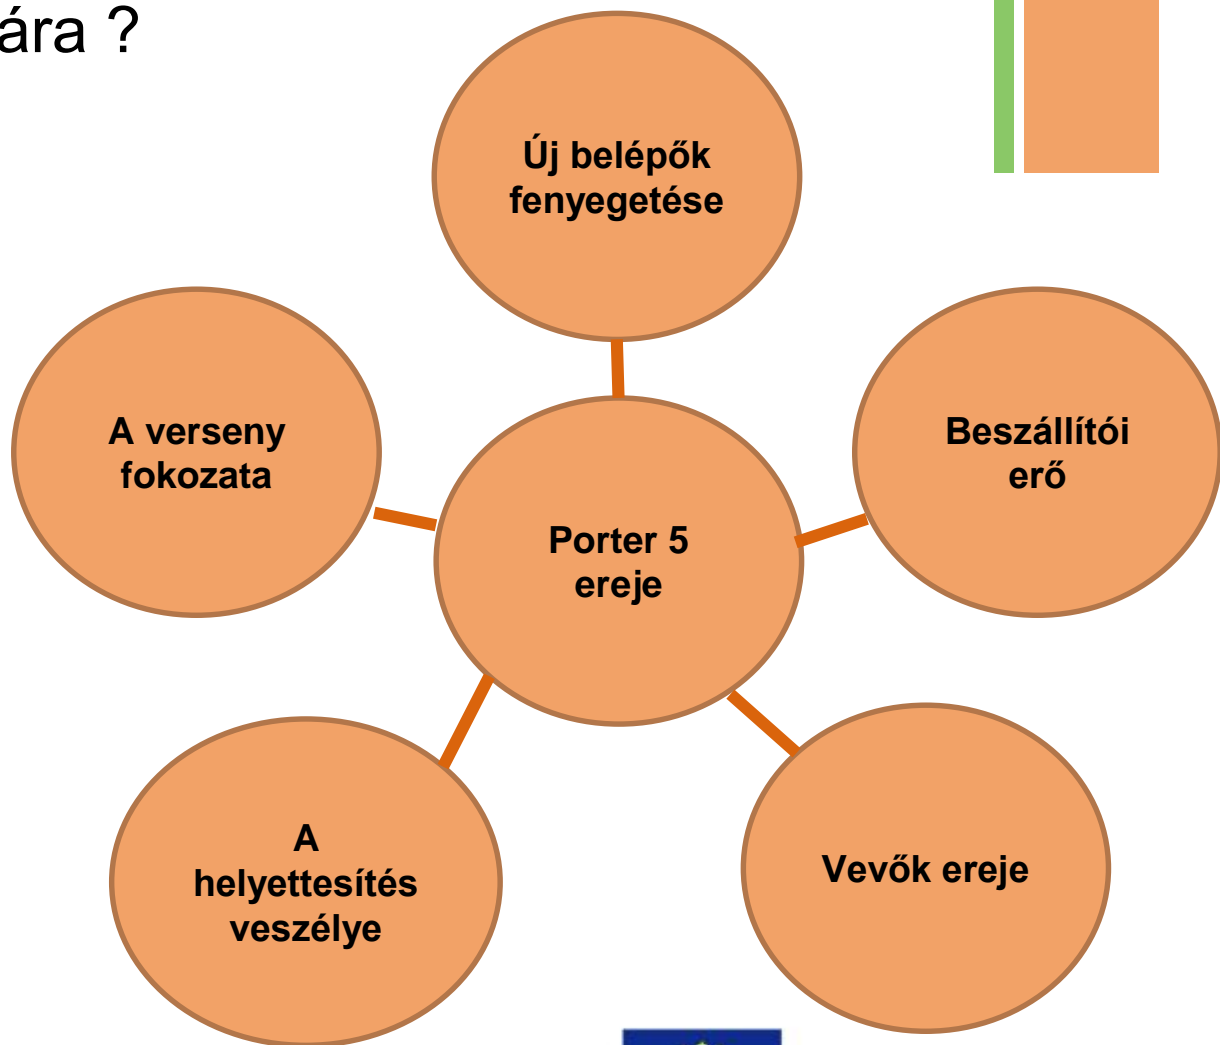 ára ?
Új belépők
fenyegetése
A verseny
fokozata
Beszállítói
erő
Porter 5
ereje
A
helyettesítés
veszélye
Vevők ereje